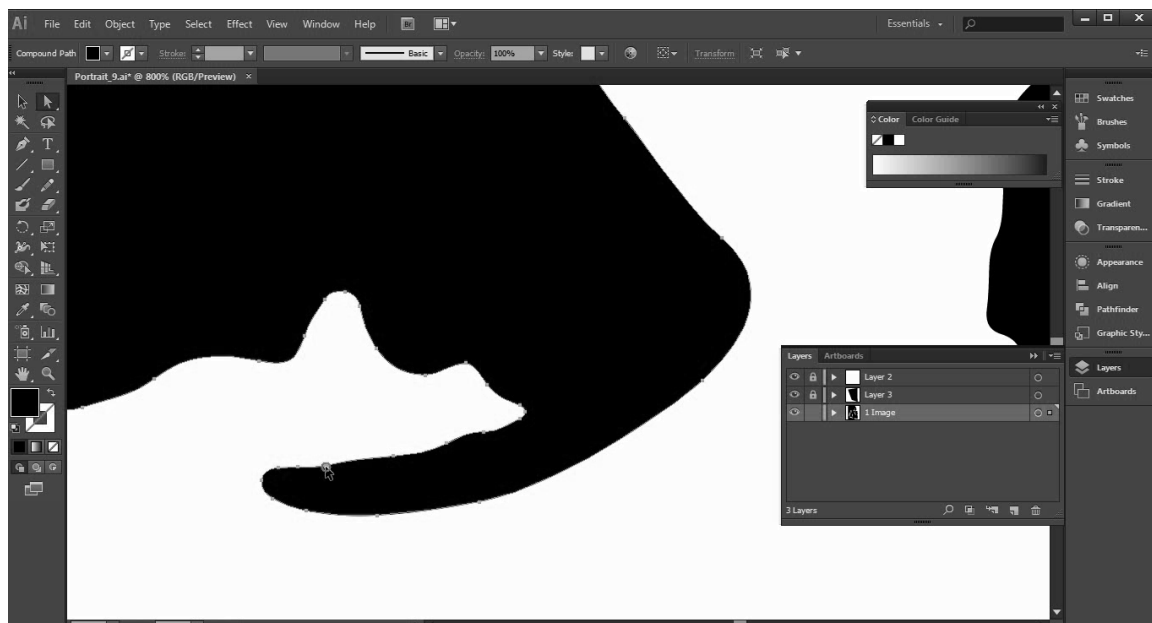 Ai File Edit Object Type Select Effect View Window Help Br Essentials
Compound Path Stroke: Basic Opacity: 100% Style: Transform
Portrait_9.ai* @ 800% (RGB/Preview) ×
Color Color Guide
Swatches
Brushes
Symbols
Stroke
Gradient
Transparen...
Appearance
Align
Pathfinder
Graphic Sty...
Layers
Artboards
Layers Artboards
Layer 2
Layer 3
1 Image
3 Layers